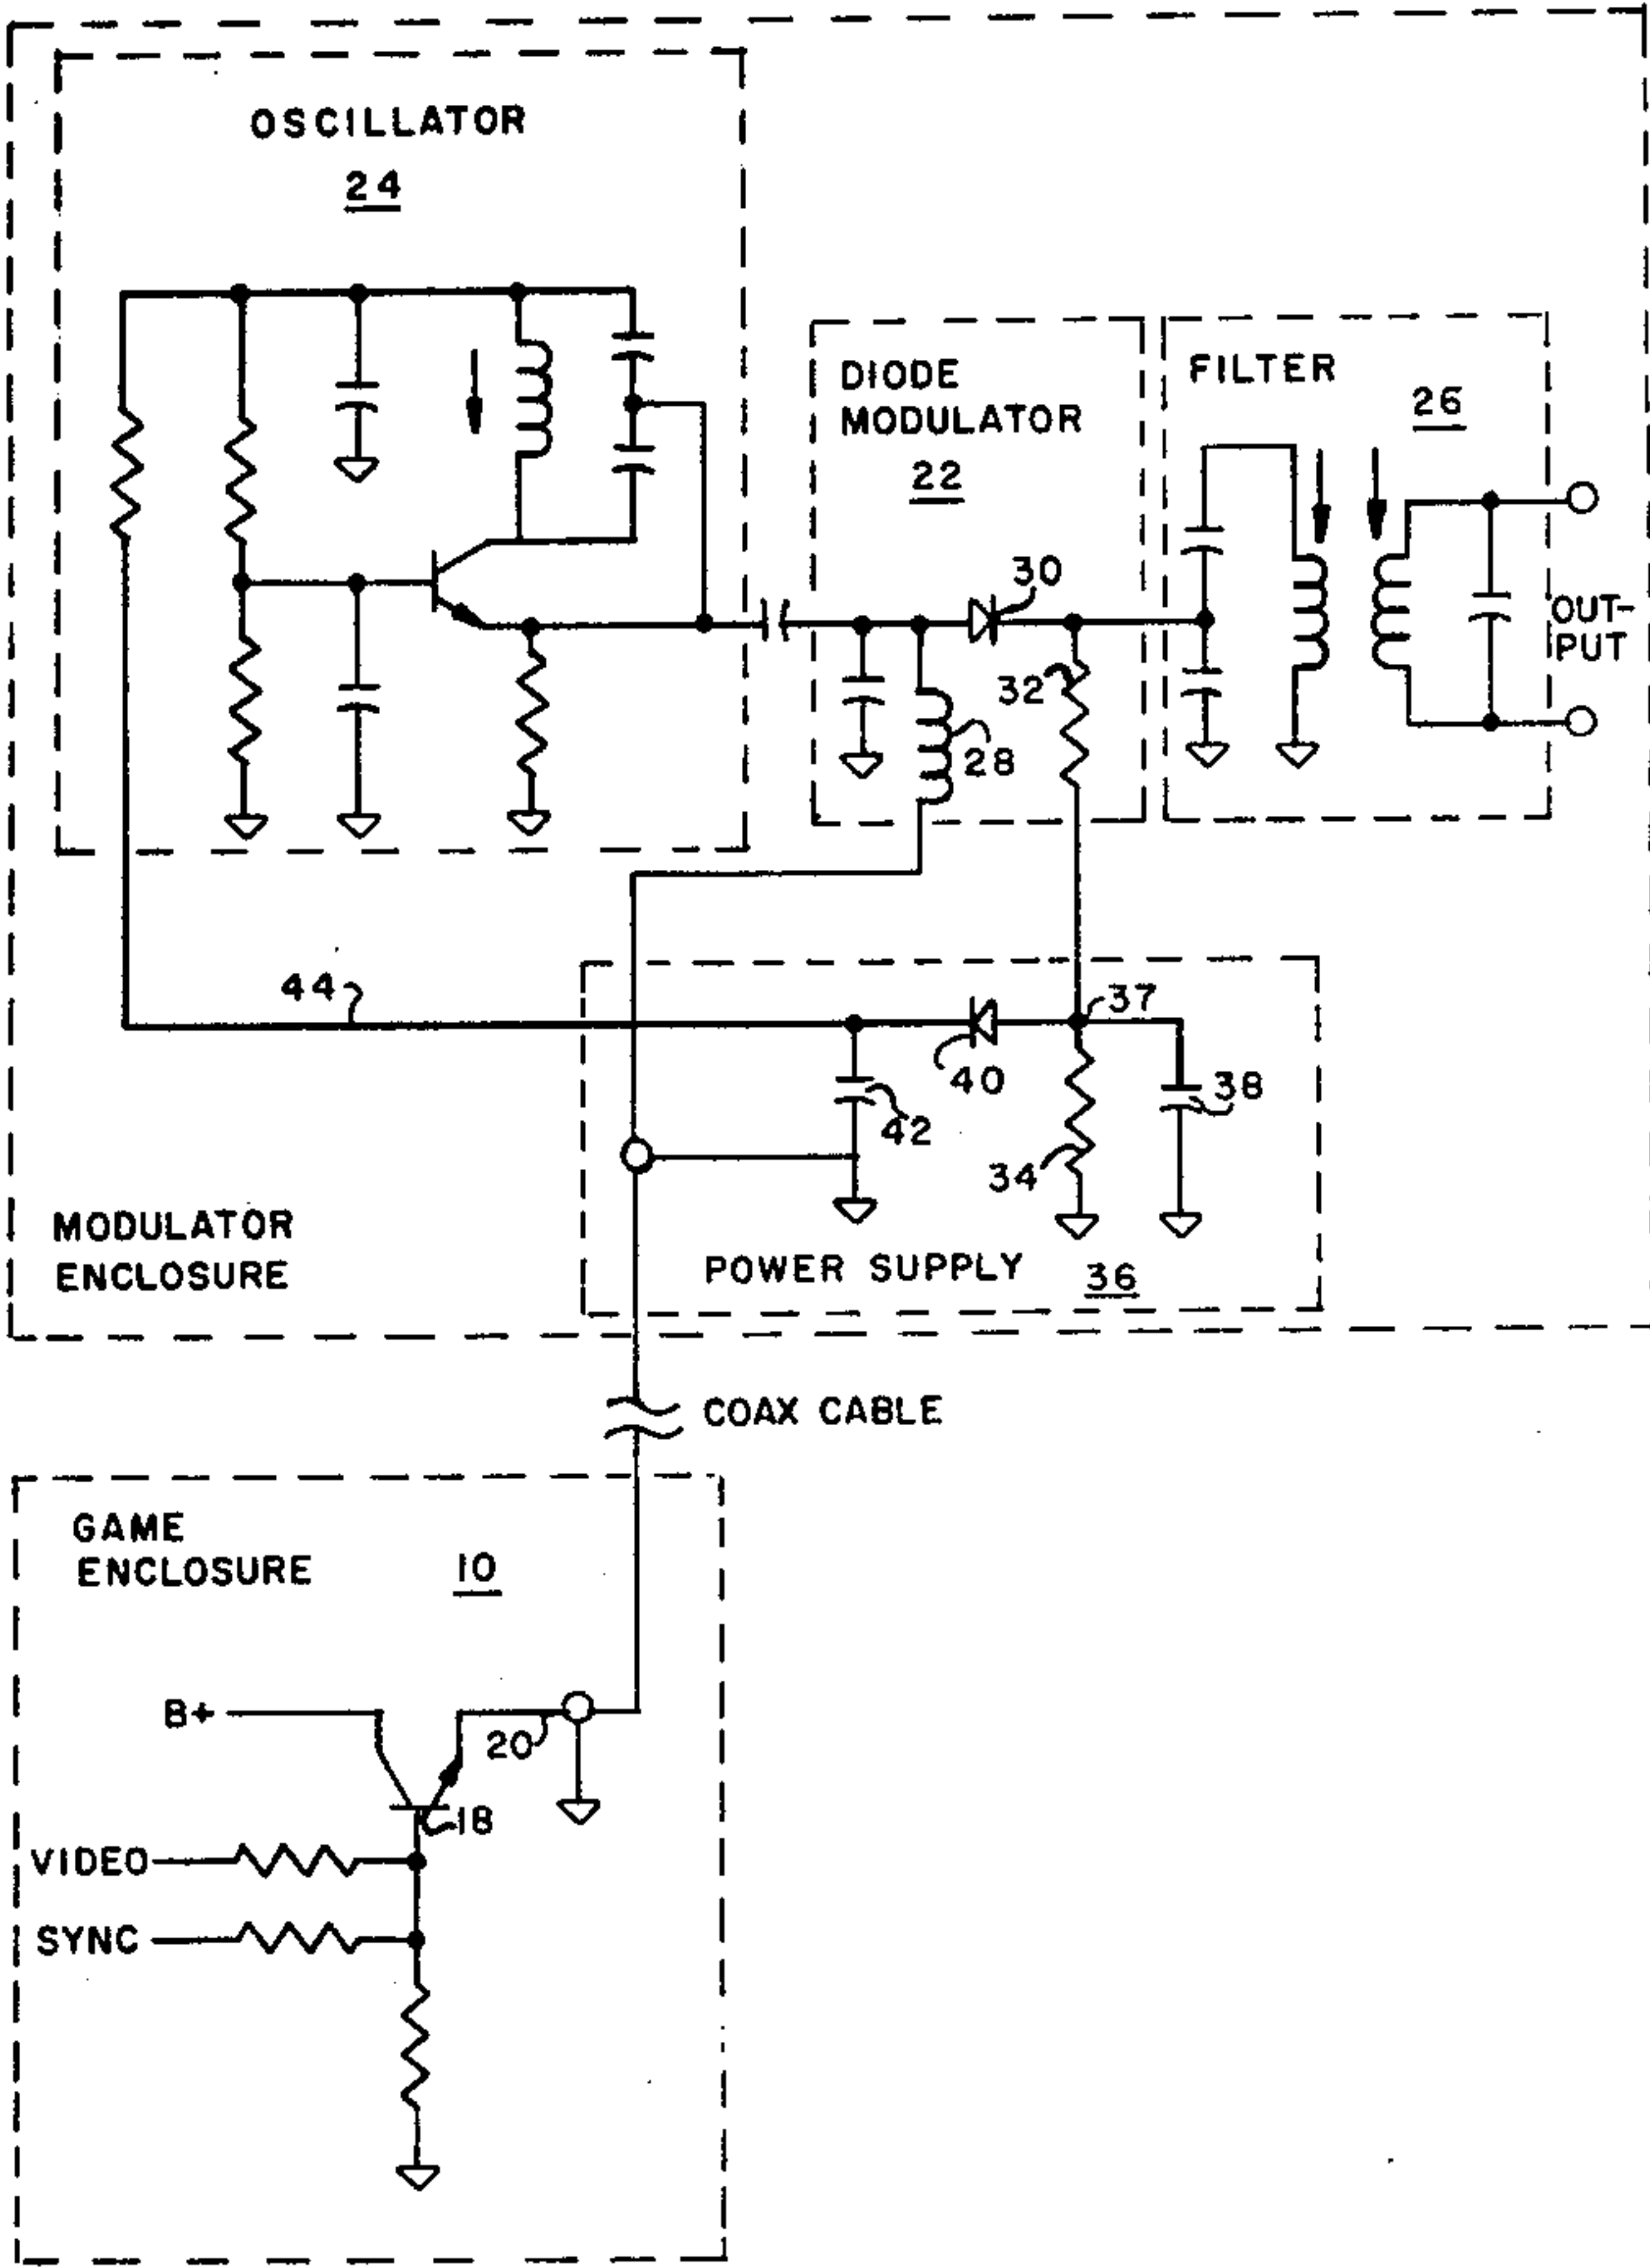 OSCILLATOR
24
DIODE
MODULATOR
22
FILTER
26
30
32
28
OUT-
PUT
44
37
40
42
38
34
MODULATOR
ENCLOSURE
POWER SUPPLY 36
COAX CABLE
GAME
ENCLOSURE 10
B+
20
18
VIDEO
SYNC